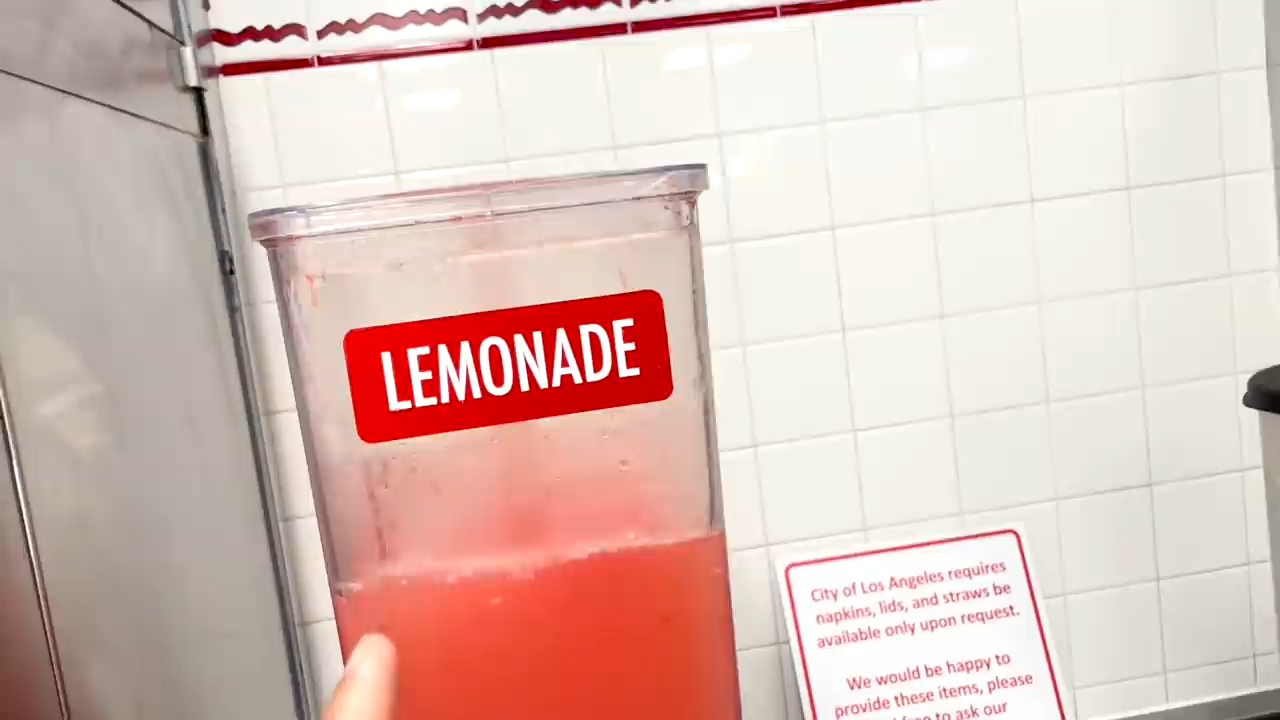 LEMONADE
City of Los Angeles requires
napkins, lids, and straws be
available only upon request.
We would be happy to
provide these items, please
to ask our